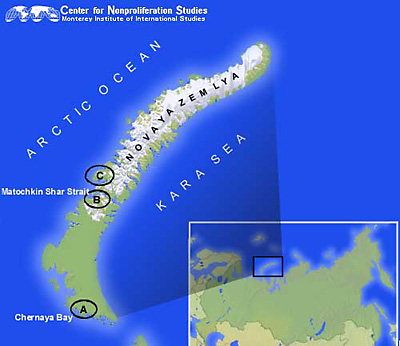 Center for Nonproliferation Studies
Monterey Institute of International Studies
ARCTIC OCEAN
NOVAYA ZEMLYA
KARA SEA
C
Matochkin Shar Strait
B
A
Chernaya Bay